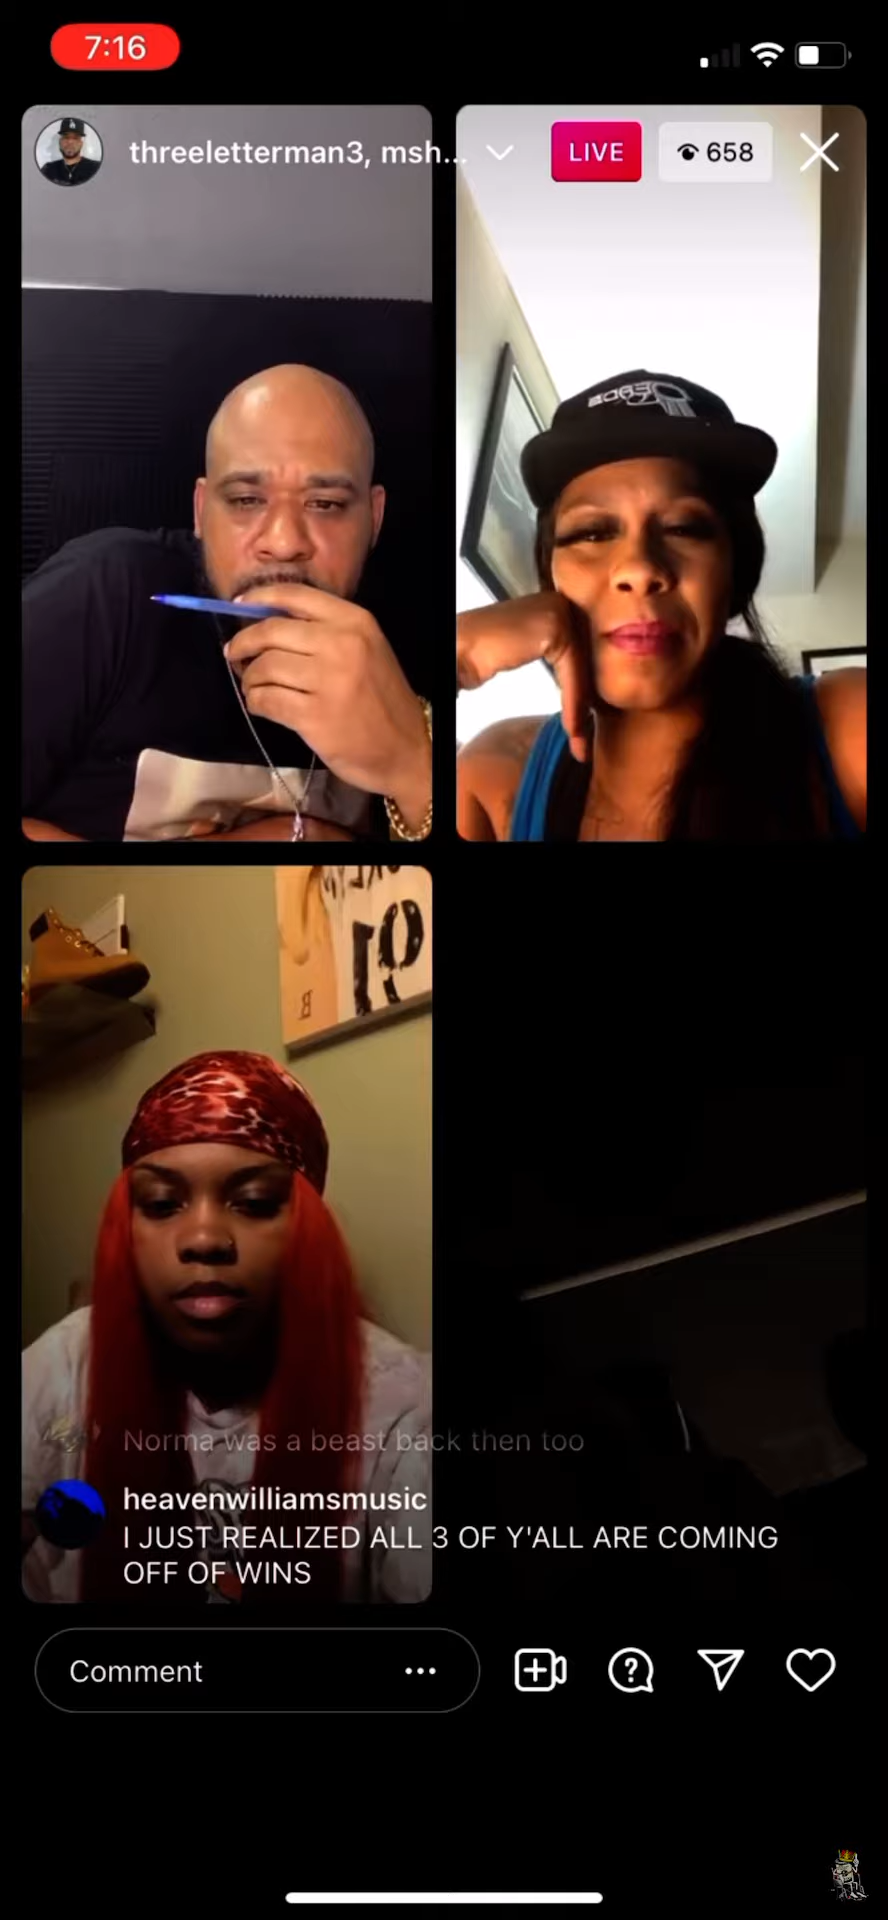 7:16
threeletterman3, msh...
LIVE
658
Norma was a beast back then too
heavenwilliamsmusic
I JUST REALIZED ALL 3 OF Y'ALL ARE COMING
OFF OF WINS
Comment